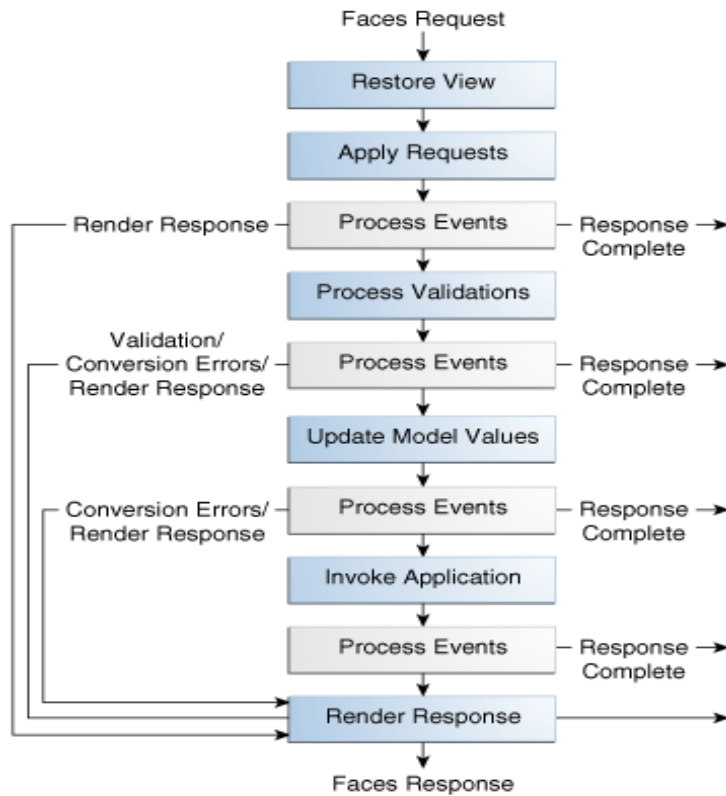 Faces Request
Restore View
Apply Requests
Render Response
Process Events
Response
Complete
Process Validations
Validation/
Conversion Errors/
Render Response
Process Events
Response
Complete
Update Model Values
Conversion Errors/
Render Response
Process Events
Response
Complete
Invoke Application
Process Events
Response
Complete
Render Response
Faces Response